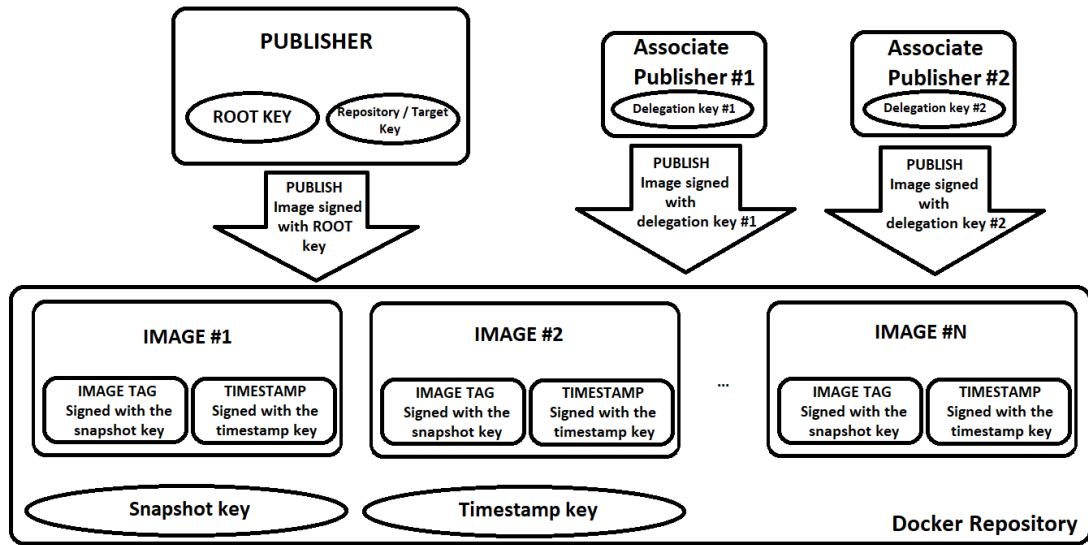 PUBLISHER
ROOT KEY
Repository / Target
Key
Associate
Publisher #1
Delegation key #1
Associate
Publisher #2
Delegation key #2
PUBLISH
Image signed
with ROOT
key
PUBLISH
Image signed
with
delegation key #1
PUBLISH
Image signed
with
delegation key #2
IMAGE #1
IMAGE TAG
Signed with the
snapshot key
TIMESTAMP
Signed with the
timestamp key
IMAGE #2
IMAGE TAG
Signed with the
snapshot key
TIMESTAMP
Signed with the
timestamp key
...
IMAGE #N
IMAGE TAG
Signed with the
snapshot key
TIMESTAMP
Signed with the
timestamp key
Snapshot key
Timestamp key
Docker Repository